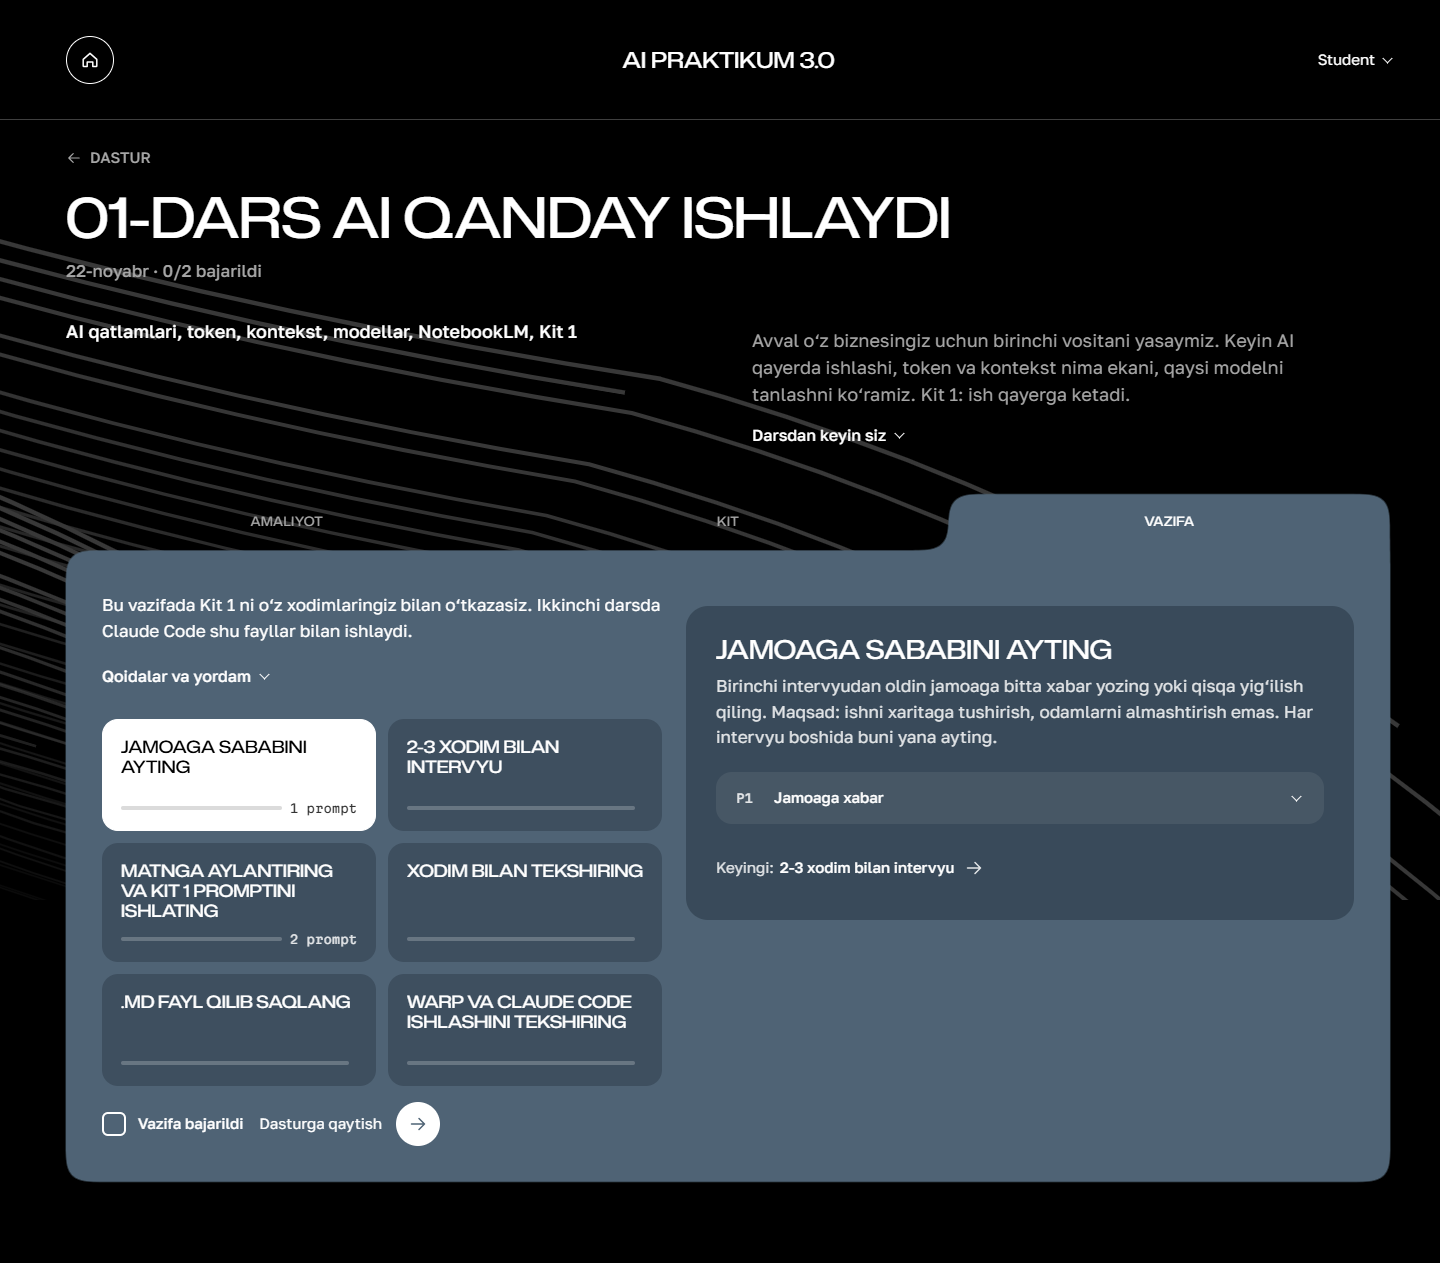 AI PRAKTIKUM 3.0
Student
DASTUR
01-DARS AI QANDAY ISHLAYDI
22-noyabr · 0/2 bajarildi
AI qatlamlari, token, kontekst, modellar, NotebookLM, Kit 1
Avval o‘z biznesingiz uchun birinchi vositani yasaymiz. Keyin AI
qayerda ishlashi, token va kontekst nima ekani, qaysi modelni
tanlashni ko‘ramiz. Kit 1: ish qayerga ketadi.
Darsdan keyin siz
AMALIYOT
KIT
VAZIFA
Bu vazifada Kit 1 ni o‘z xodimlaringiz bilan o‘tkazasiz. Ikkinchi darsda
Claude Code shu fayllar bilan ishlaydi.
Qoidalar va yordam
JAMOAGA SABABINI
AYTING
1 prompt
2-3 XODIM BILAN
INTERVYU
MATNGA AYLANTIRING
VA KIT 1 PROMPTINI
ISHLATING
2 prompt
XODIM BILAN TEKSHIRING
.MD FAYL QILIB SAQLANG
WARP VA CLAUDE CODE
ISHLASHINI TEKSHIRING
Vazifa bajarildi
Dasturga qaytish
JAMOAGA SABABINI AYTING
Birinchi intervyudan oldin jamoaga bitta xabar yozing yoki qisqa yig‘ilish
qiling. Maqsad: ishni xaritaga tushirish, odamlarni almashtirish emas. Har
intervyu boshida buni yana ayting.
P1 Jamoaga xabar
Keyingi: 2-3 xodim bilan intervyu